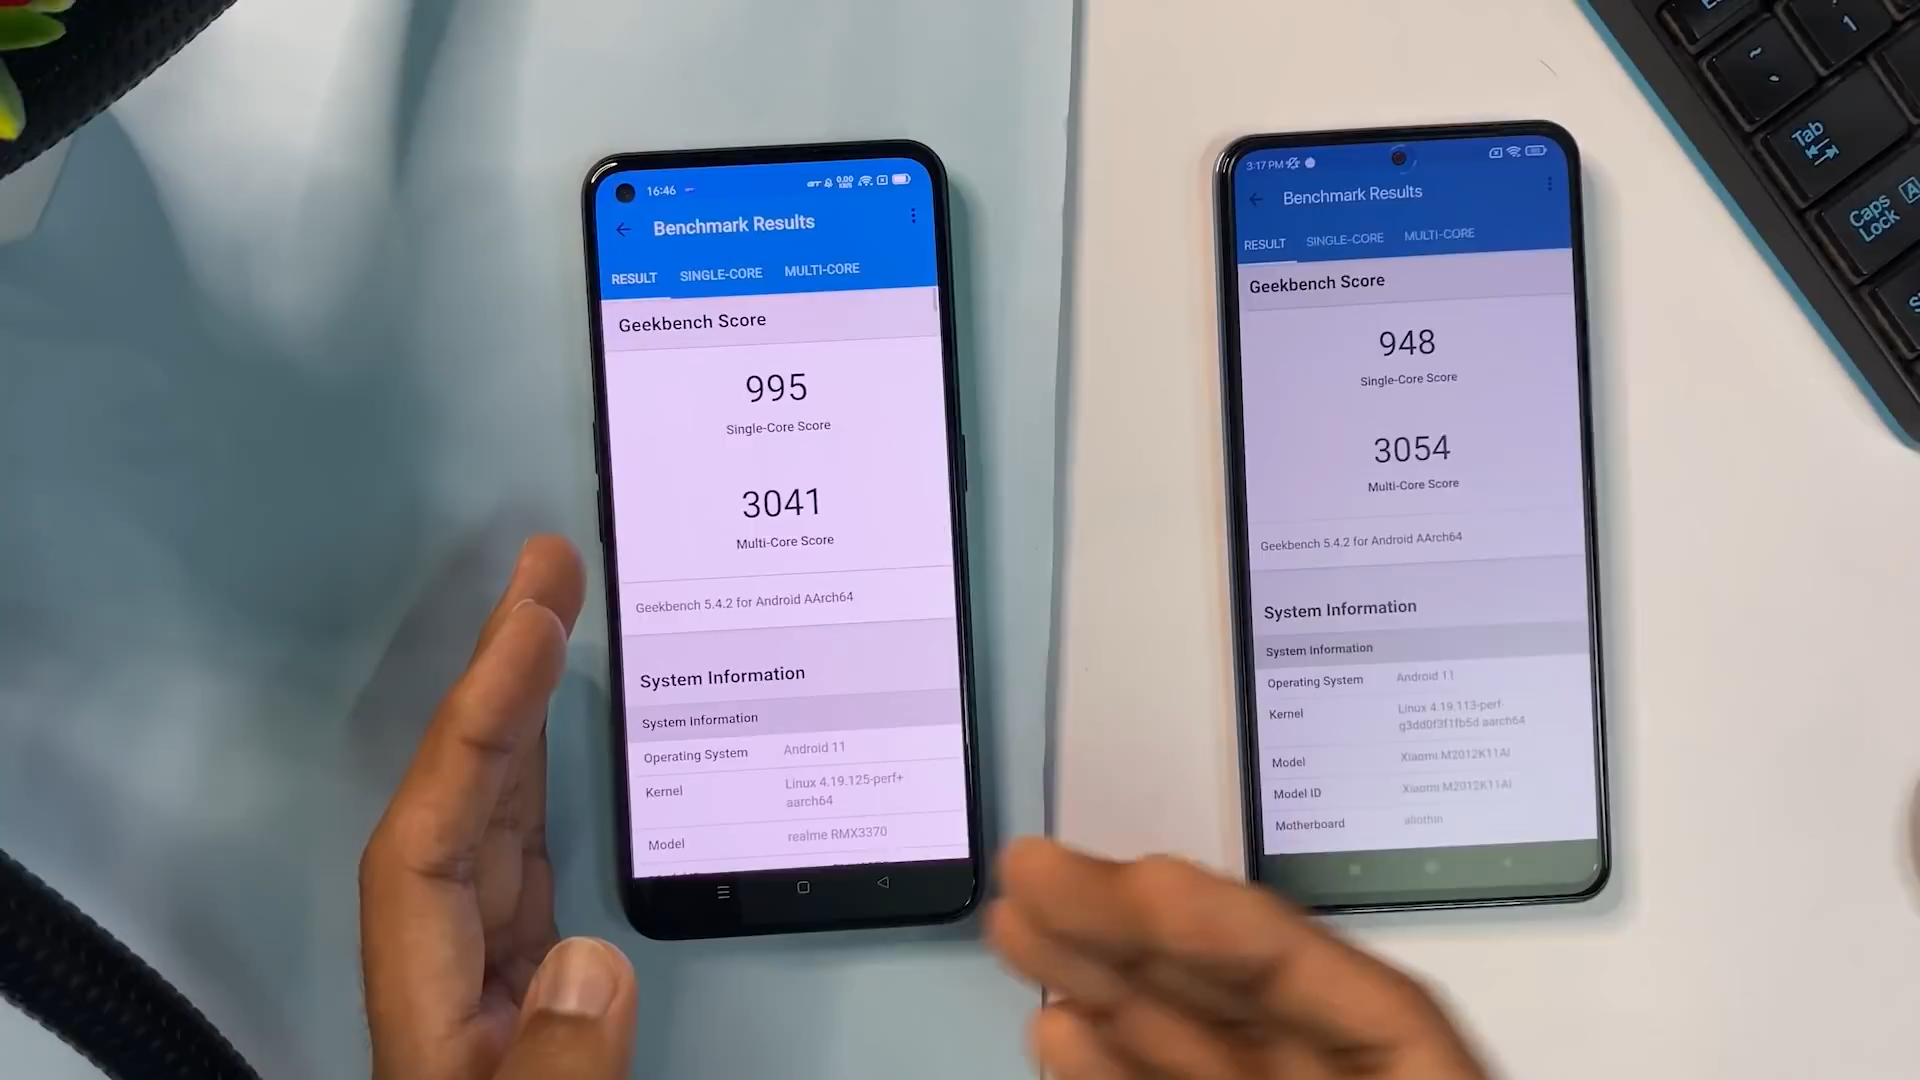 16:46
0.00
Benchmark Results
RESULT SINGLE-CORE MULTI-CORE
Geekbench Score
995
Single-Core Score
3041
Multi-Core Score
Geekbench 5.4.2 for Android AArch64
System Information
System Information
Operating System Android 11
Kernel Linux 4.19.125-perf+
aarch64
Model realme RMX3370
3:17 PM
Benchmark Results
RESULT SINGLE-CORE MULTI-CORE
Geekbench Score
948
Single-Core Score
3054
Multi-Core Score
Geekbench 5.4.2 for Android AArch64
System Information
System Information
Operating System Android 11
Kernel Linux 4.19.113-perf-
g3dd0f3f1fb5d aarch64
Model Xiaomi M2012K11AI
Model ID Xiaomi M2012K11AI
Motherboard aliothin
1
Tab
Caps
Lock
A